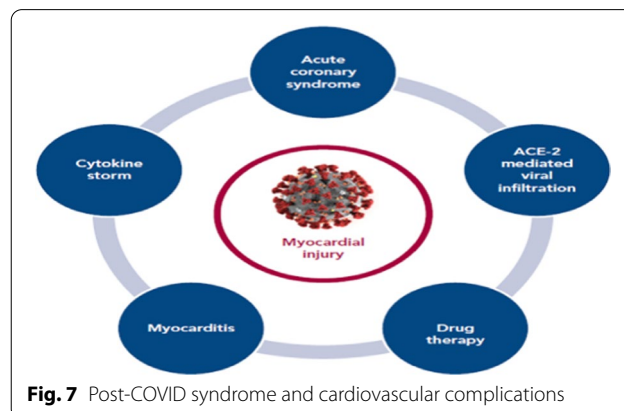 Acute
coronary
syndrome
Cytokine
storm
ACE-2
mediated
viral
infiltration
Myocardial
injury
Myocarditis
Drug
therapy
Fig. 7 Post-COVID syndrome and cardiovascular complications